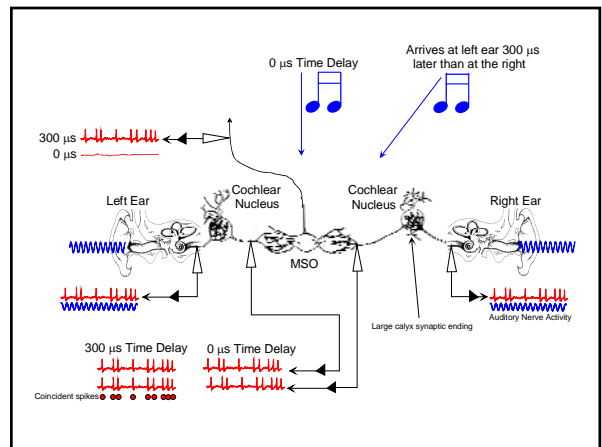 0 µs Time Delay
Arrives at left ear 300 µs
later than at the right
300 µs
0 µs
Left Ear
Cochlear
Nucleus
Cochlear
Nucleus
Right Ear
MSO
Large calyx synaptic ending
Auditory Nerve Activity
300 µs Time Delay
0 µs Time Delay
Coincident spikes